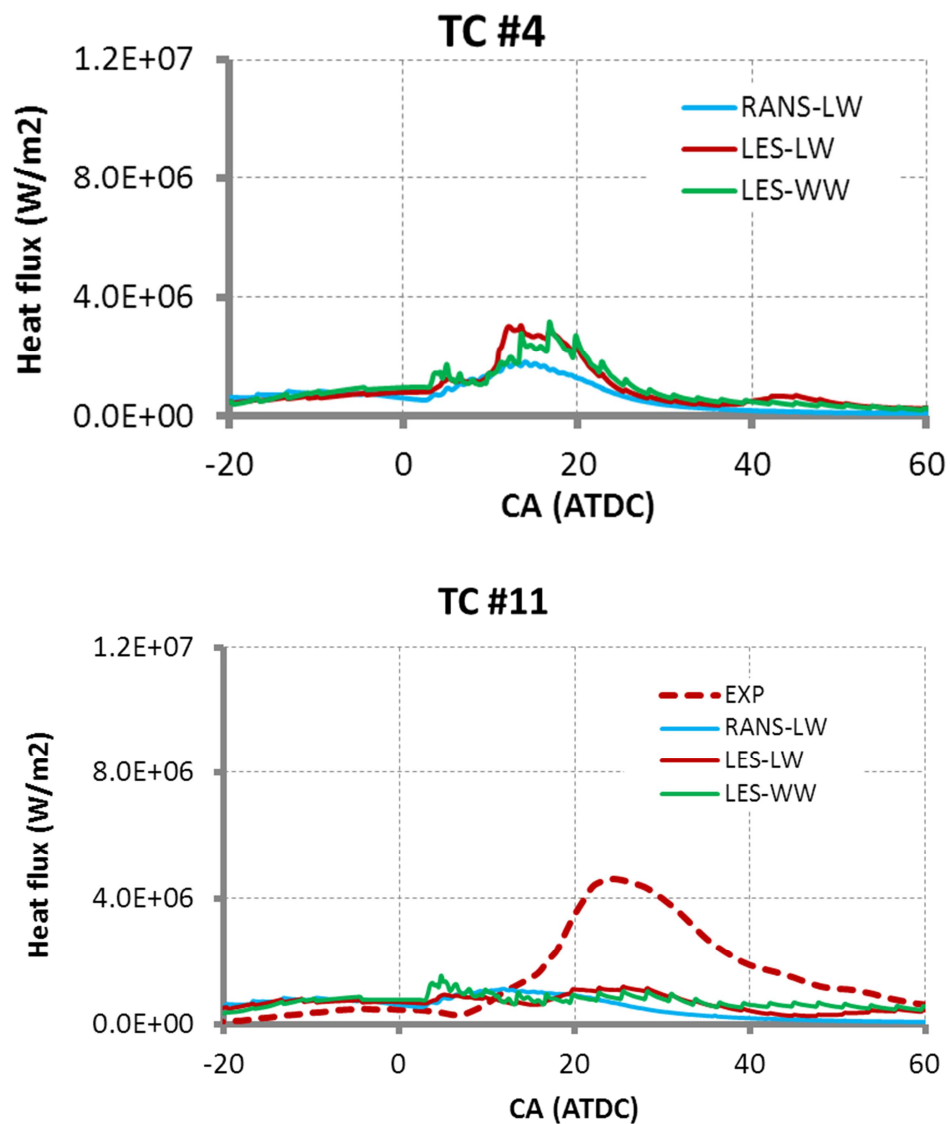 TC #4
1.2E+07
8.0E+06
4.0E+06
0.0E+00
Heat flux (W/m2)
RANS-LW
LES-LW
LES-WW
-20 0 20 40 60
CA (ATDC)
TC #11
1.2E+07
8.0E+06
4.0E+06
0.0E+00
Heat flux (W/m2)
EXP
RANS-LW
LES-LW
LES-WW
-20 0 20 40 60
CA (ATDC)